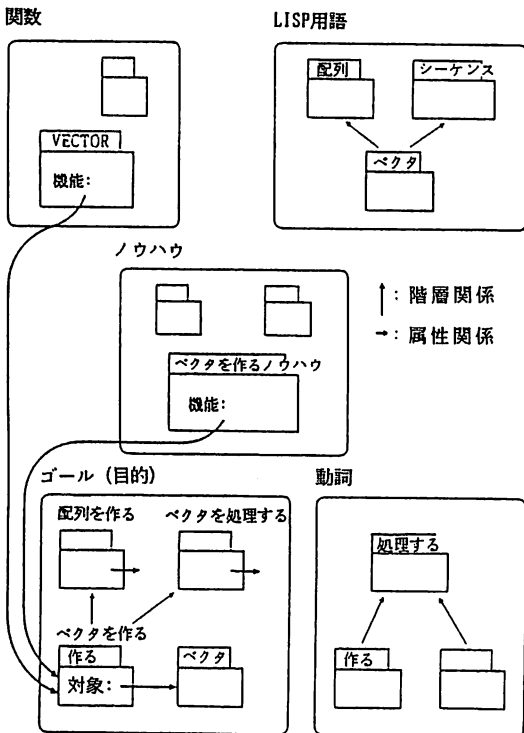 関数
VECTOR
機能:
LISP用語
配列
シーケンス
ベクタ
ノウハウ
ベクタを作るノウハウ
機能:
↑: 階層関係
→: 属性関係
ゴール (目的)
配列を作る
ベクタを処理する
ベクタを作る
作る
対象:
ベクタ
動詞
処理する
作る